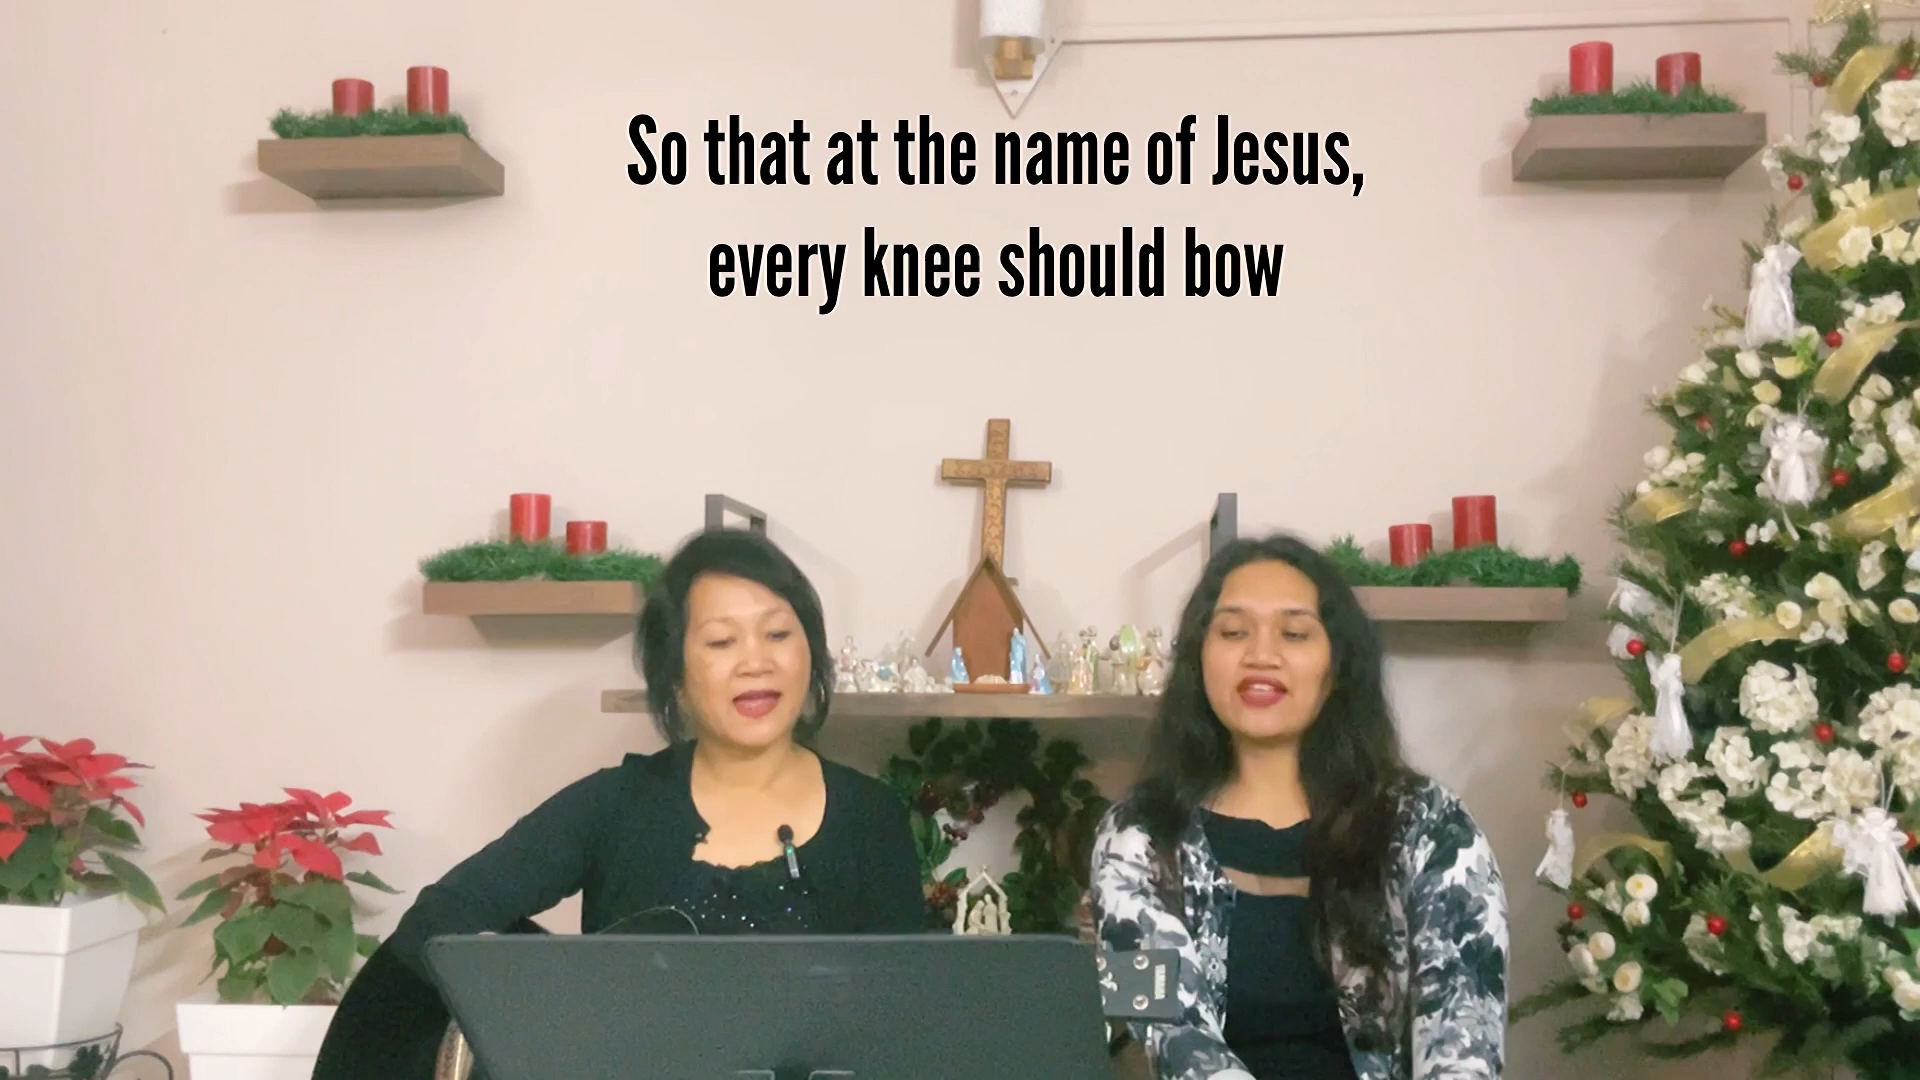 So that at the name of Jesus,
every knee should bow